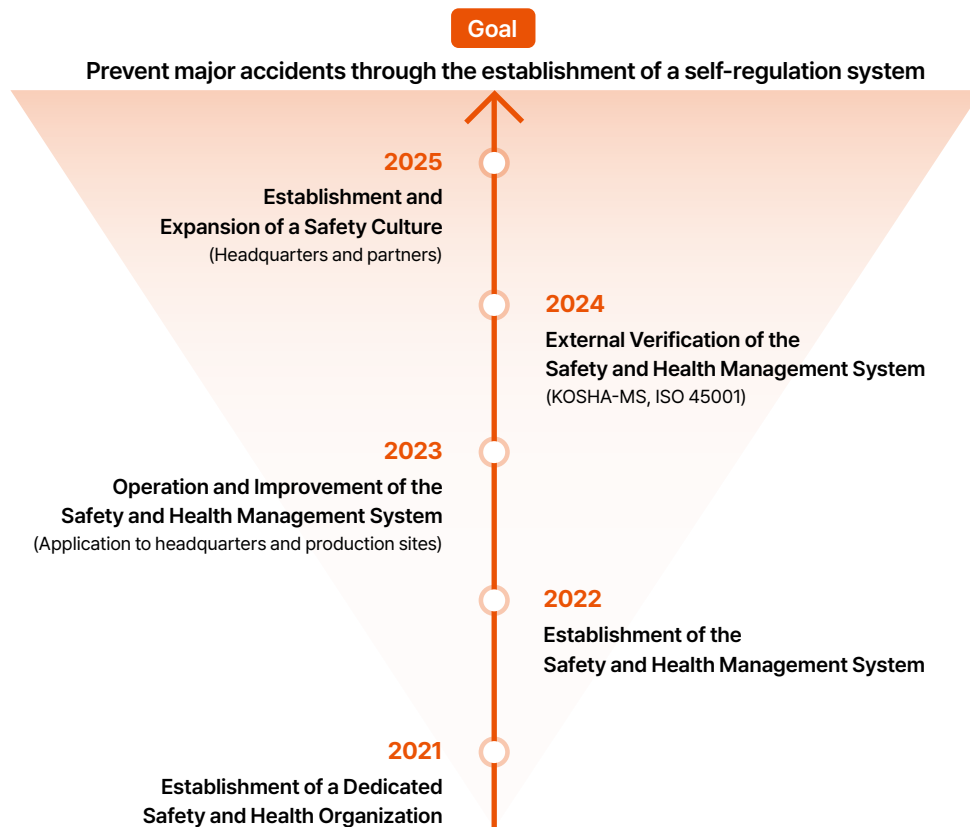 Goal
Prevent major accidents through the establishment of a self-regulation system
2025
Establishment and
Expansion of a Safety Culture
(Headquarters and partners)
2024
External Verification of the
Safety and Health Management System
(KOSHA-MS, ISO 45001)
2023
Operation and Improvement of the
Safety and Health Management System
(Application to headquarters and production sites)
2022
Establishment of the
Safety and Health Management System
2021
Establishment of a Dedicated
Safety and Health Organization